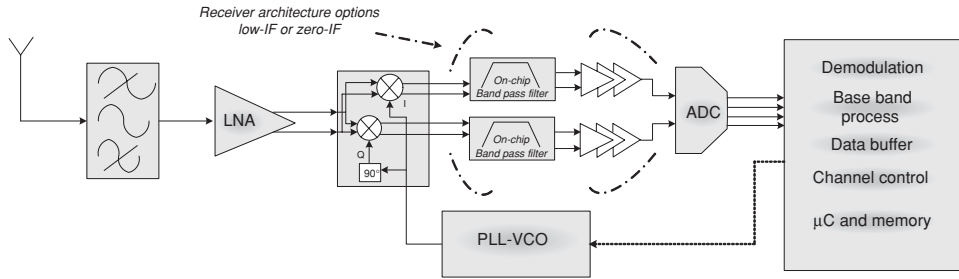 Receiver architecture options
low-IF or zero-IF
LNA
I
Q
90°
On-chip
Band pass filter
On-chip
Band pass filter
ADC
PLL-VCO
Demodulation
Base band
process
Data buffer
Channel control
μC and memory